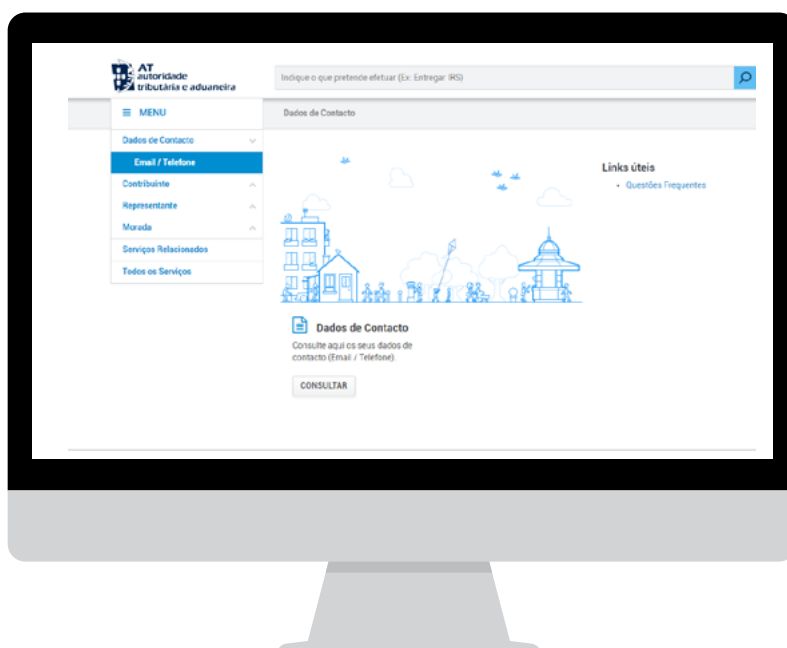 AT
autoridade
tributária e aduaneira
Indique o que pretende efetuar (Ex: Entregar IRS)
MENU
Dados de Contacto
Dados de Contacto
Email / Telefone
Contribuinte
Representante
Morada
Serviços Relacionados
Todos os Serviços
Links úteis
Questões Frequentes
Dados de Contacto
Consulte aqui os seus dados de
contacto (Email / Telefone).
CONSULTAR